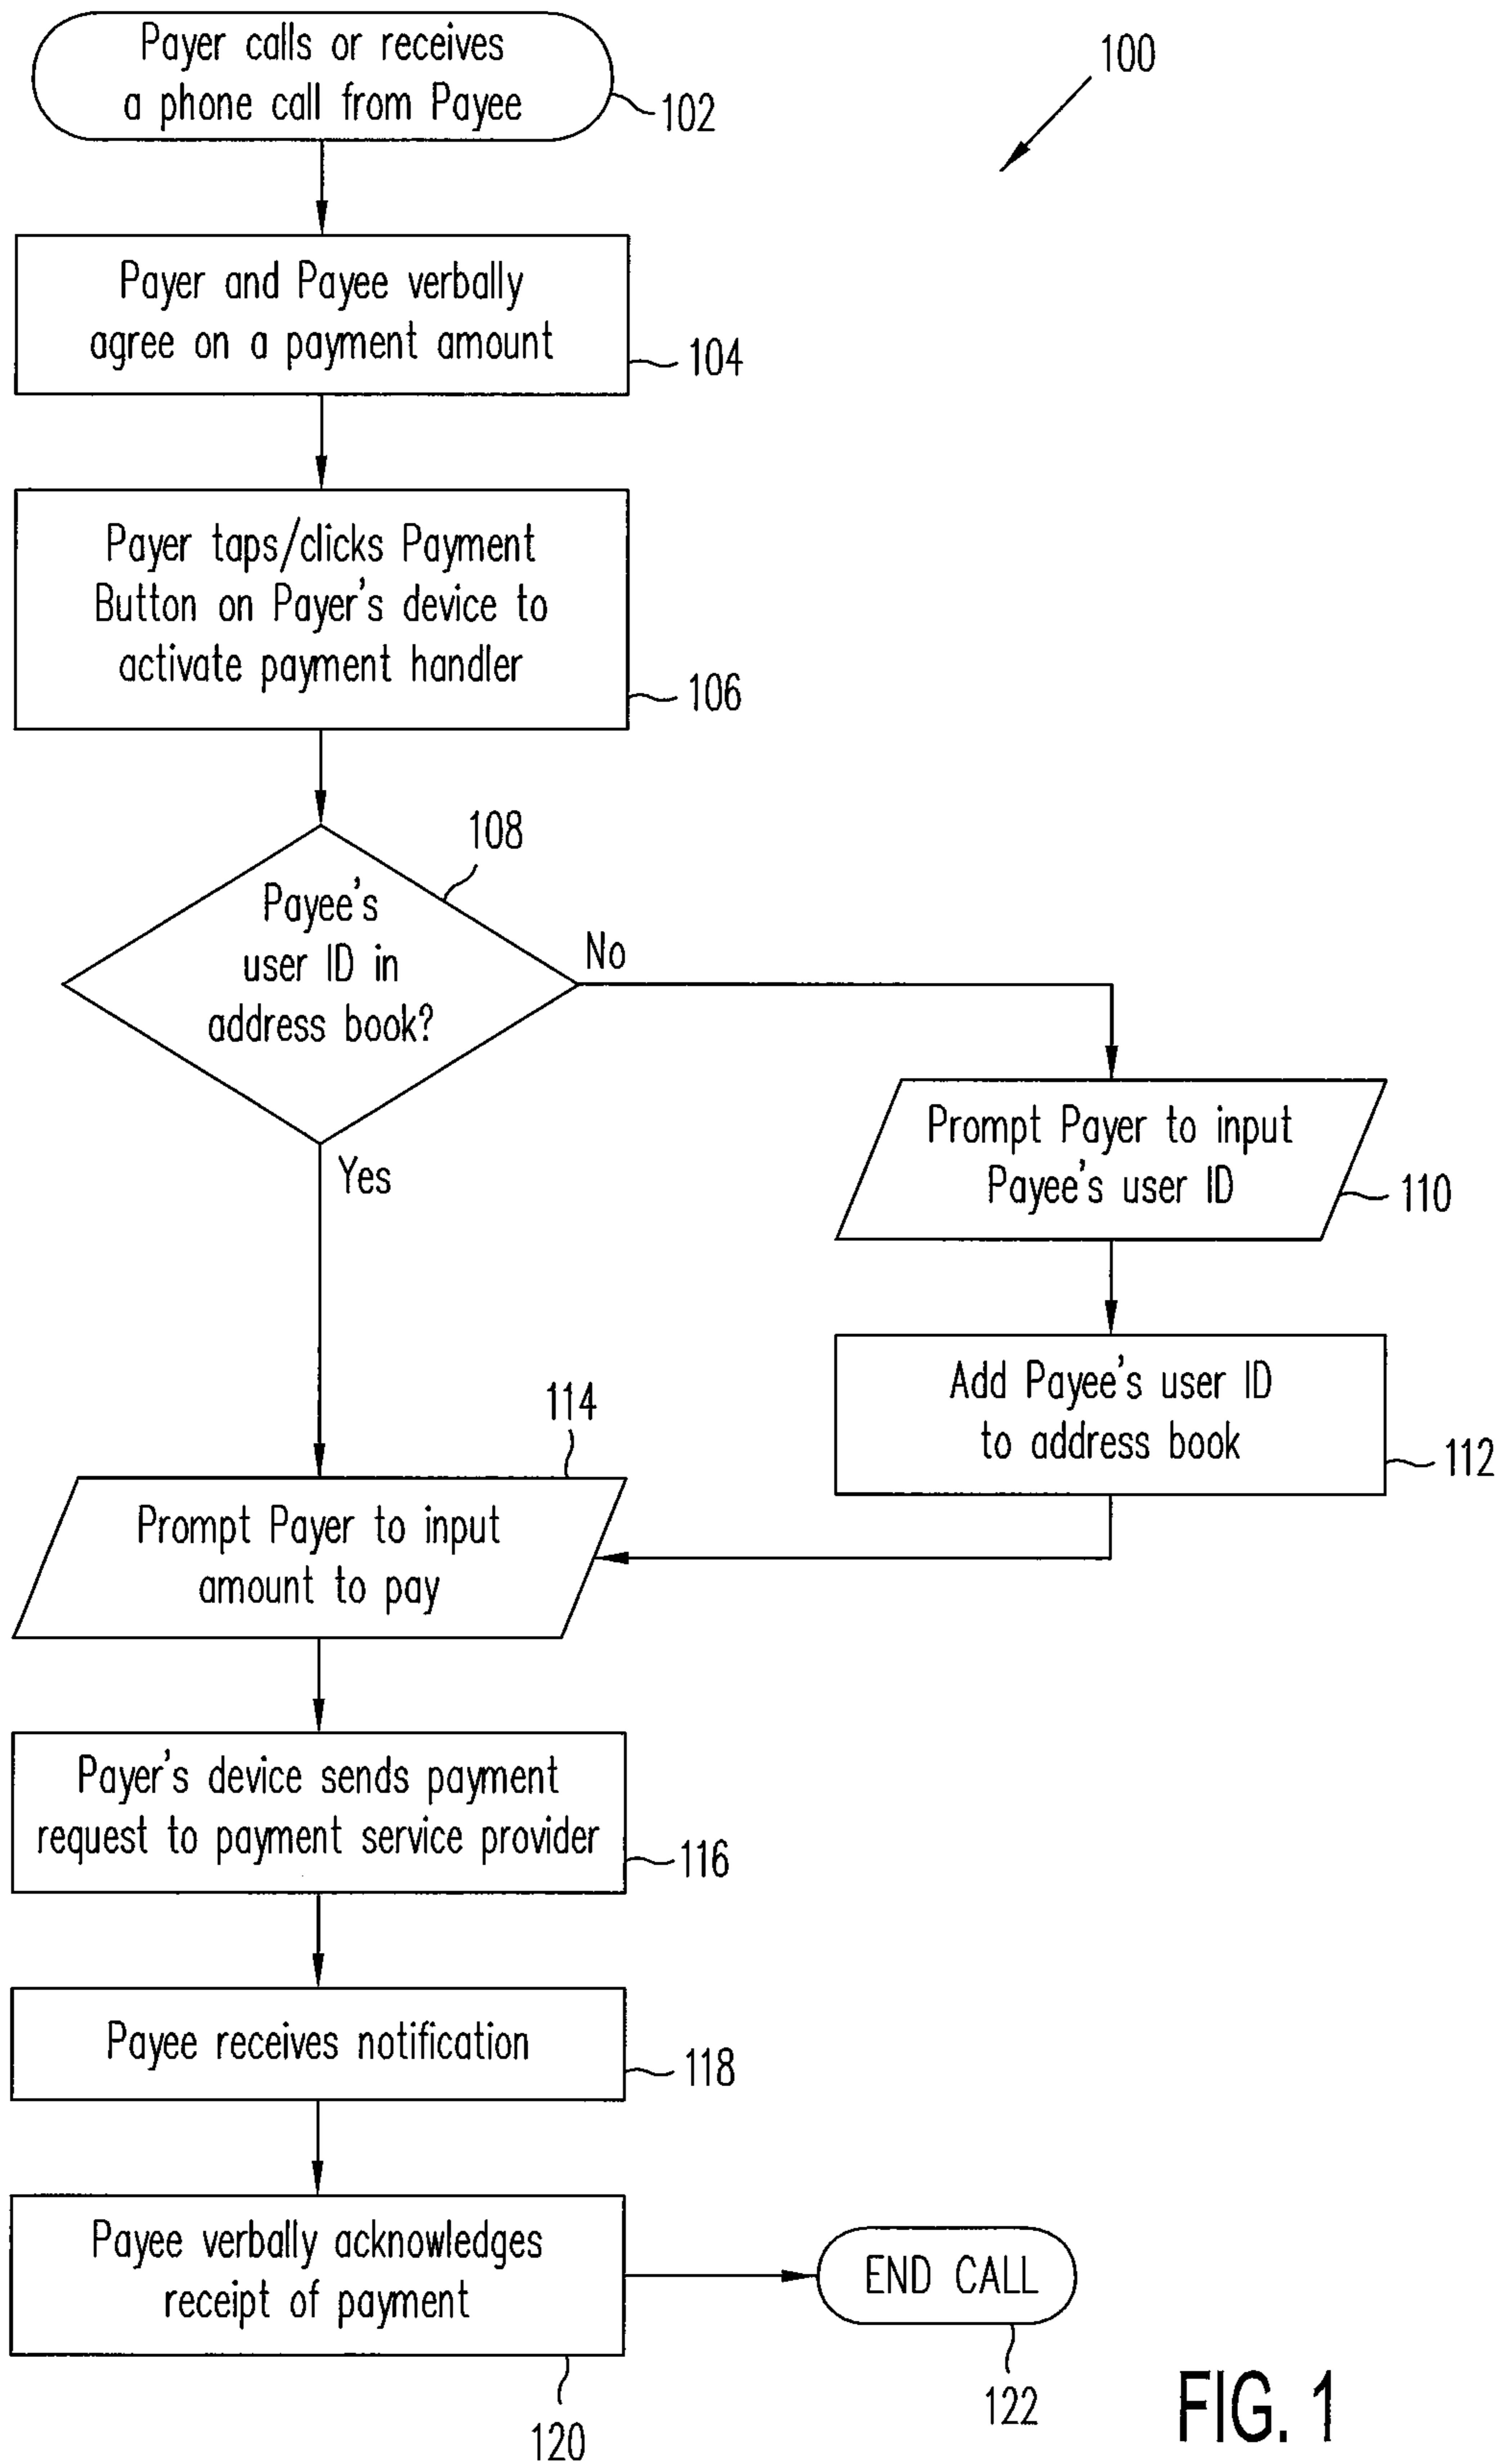 Payer calls or receives
a phone call from Payee
102
100
Payer and Payee verbally
agree on a payment amount
104
Payer taps/clicks Payment
Button on Payer's device to
activate payment handler
106
108
Payee's
user ID in
address book?
No
Yes
Prompt Payer to input
Payee's user ID
110
Add Payee's user ID
to address book
112
114
Prompt Payer to input
amount to pay
Payer's device sends payment
request to payment service provider
116
Payee receives notification
118
Payee verbally acknowledges
receipt of payment
120
END CALL
122
FIG. 1